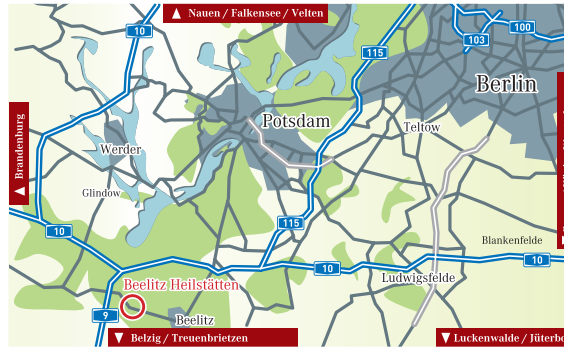 Nauen / Falkensee / Velten
10
115
103
100
Berlin
Potsdam
Teltow
Brandenburg
Werder
Glindow
115
10
Blankenfelde
10
10
Ludwigsfelde
Beelitz Heilstätten
9
Beelitz
Belzig / Treuenbrietzen
Luckenwalde / Jüterbo